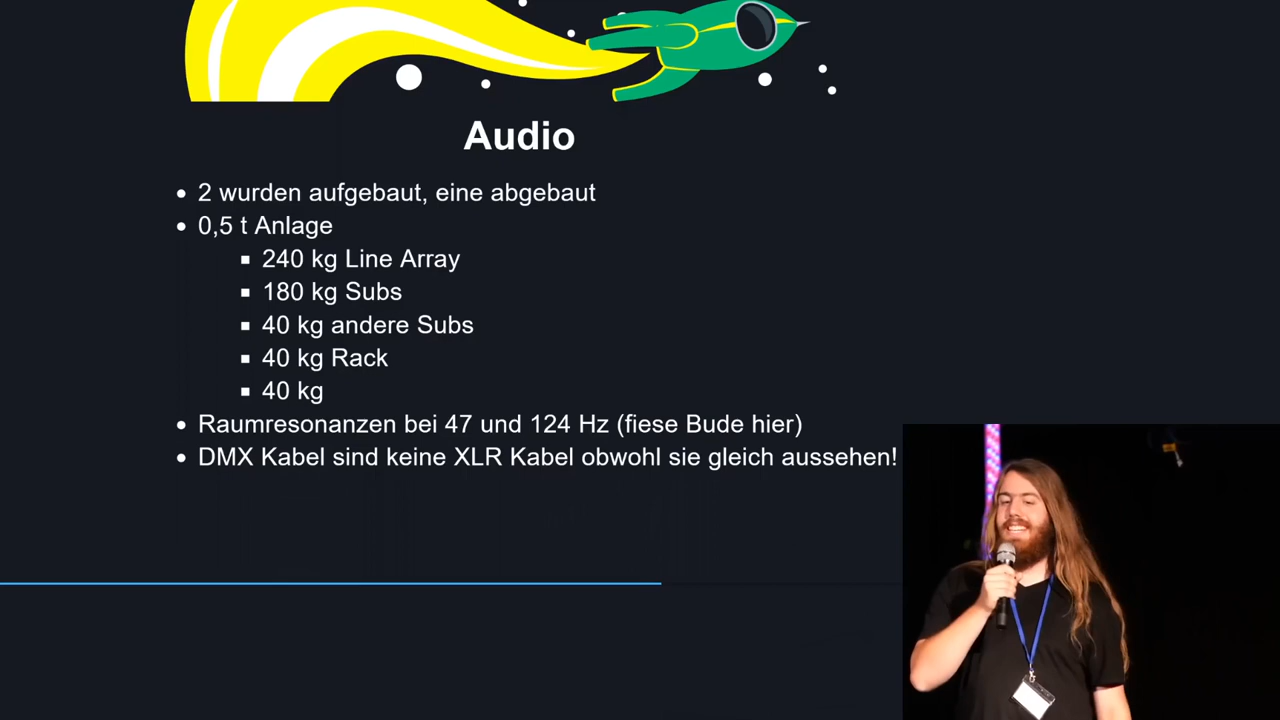 Audio
2 wurden aufgebaut, eine abgebaut
0,5 t Anlage
240 kg Line Array
180 kg Subs
40 kg andere Subs
40 kg Rack
40 kg
Raumresonanzen bei 47 und 124 Hz (fiese Bude hier)
DMX Kabel sind keine XLR Kabel obwohl sie gleich aussehen!